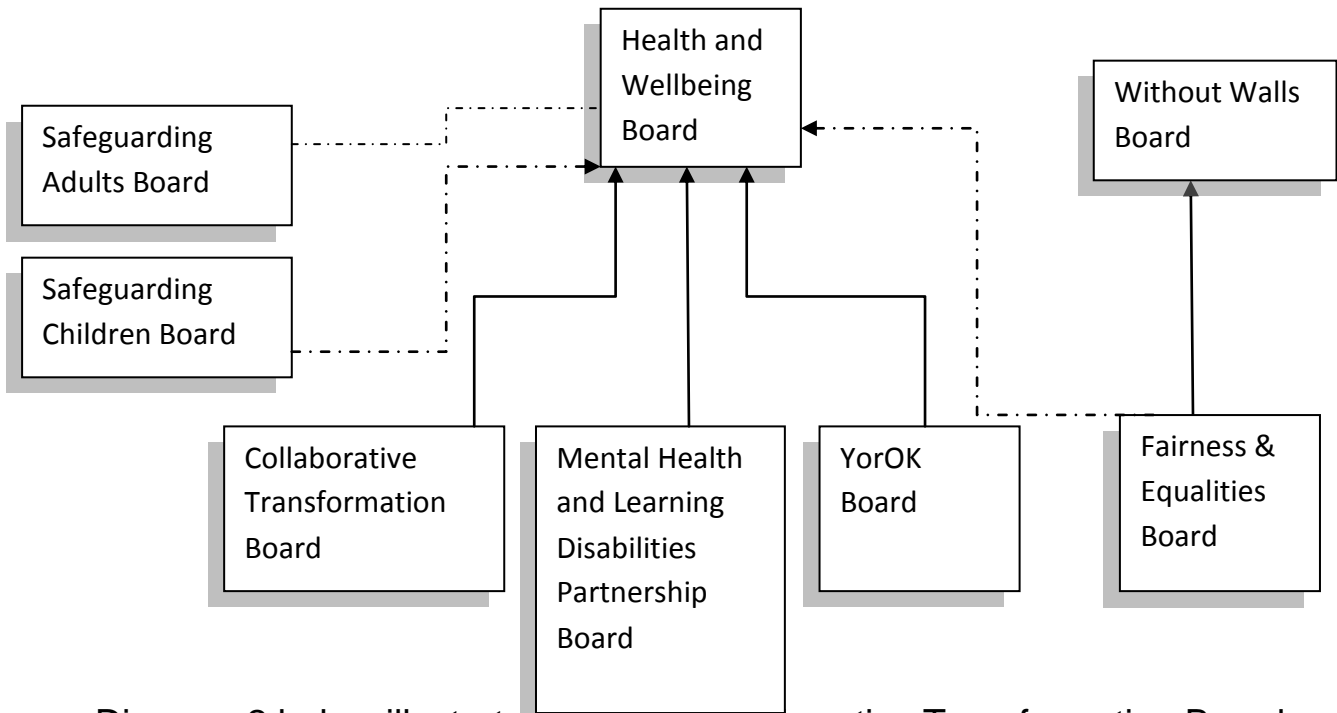 Health and
Wellbeing
Board
Without Walls
Board
Safeguarding
Adults Board
Safeguarding
Children Board
Collaborative
Transformation
Board
Mental Health
and Learning
Disabilities
Partnership
Board
YorOK
Board
Fairness &
Equalities
Board
Transformation